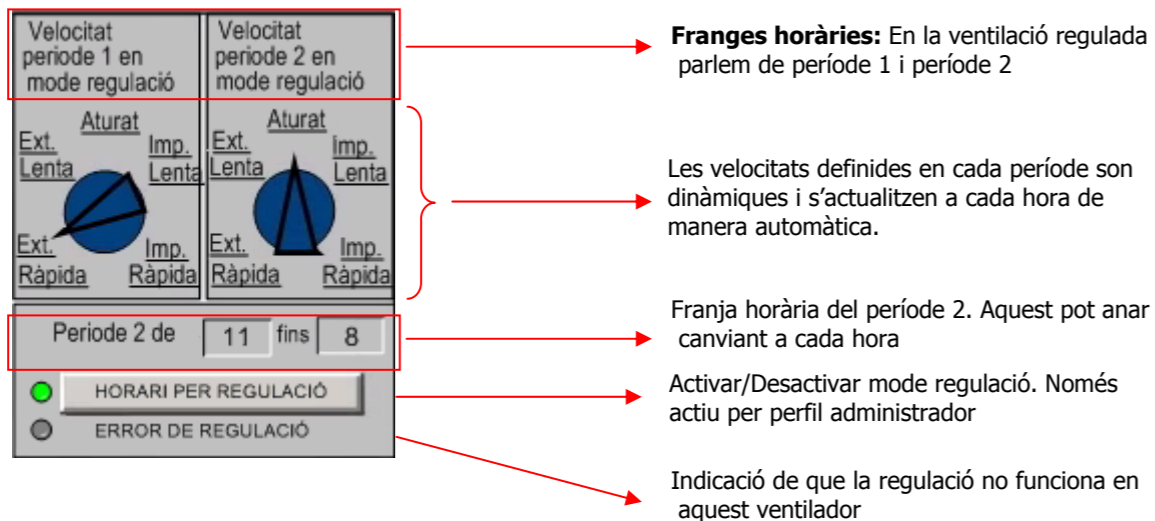 Velocitat
periode 1 en
mode regulació
Velocitat
periode 2 en
mode regulació
Aturat
Ext.
Lenta
Imp.
Lenta
Ext.
Ràpida
Imp.
Ràpida
Aturat
Ext.
Lenta
Imp.
Lenta
Ext.
Ràpida
Imp.
Ràpida
Periode 2 de 11 fins 8
HORARI PER REGULACIÓ
ERROR DE REGULACIÓ
Franges horàries: En la ventilació regulada
parlem de període 1 i període 2
Les velocitats definides en cada període son
dinàmiques i s’actualitzen a cada hora de
manera automàtica.
Franja horària del període 2. Aquest pot anar
canviant a cada hora
Activar/Desactivar mode regulació. Només
actiu per perfil administrador
Indicació de que la regulació no funciona en
aquest ventilador